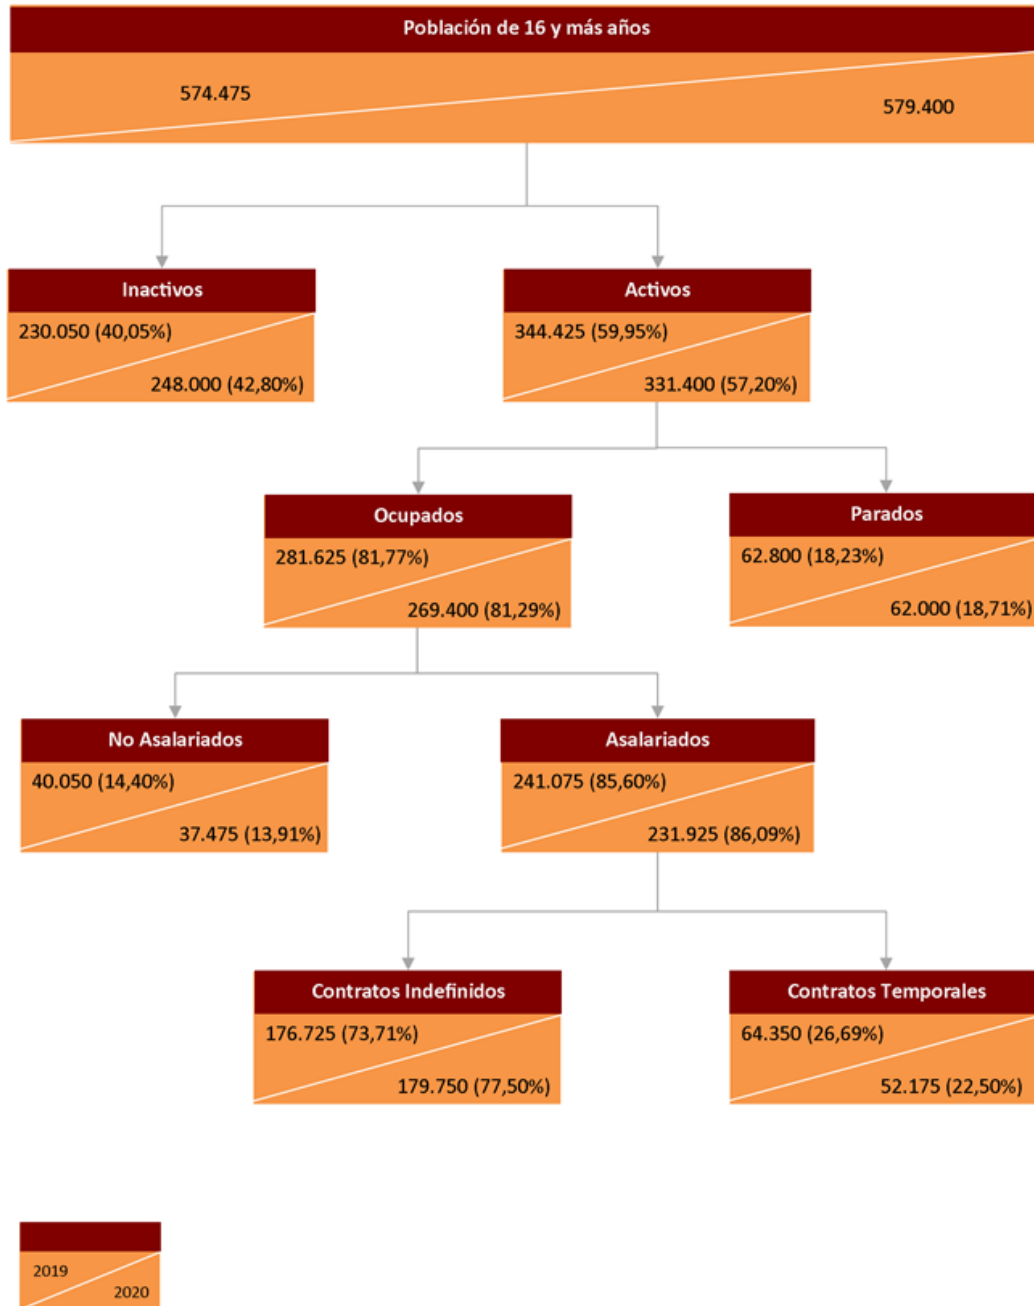 Población de 16 y más años
574.475
579.400
Inactivos
230.050 (40,05%)
248.000 (42,80%)
Activos
344.425 (59,95%)
331.400 (57,20%)
Ocupados
281.625 (81,77%)
269.400 (81,29%)
Parados
62.800 (18,23%)
62.000 (18,71%)
No Asalariados
40.050 (14,40%)
37.475 (13,91%)
Asalariados
241.075 (85,60%)
231.925 (86,09%)
Contratos Indefinidos
176.725 (73,71%)
179.750 (77,50%)
Contratos Temporales
64.350 (26,69%)
52.175 (22,50%)
2019
2020